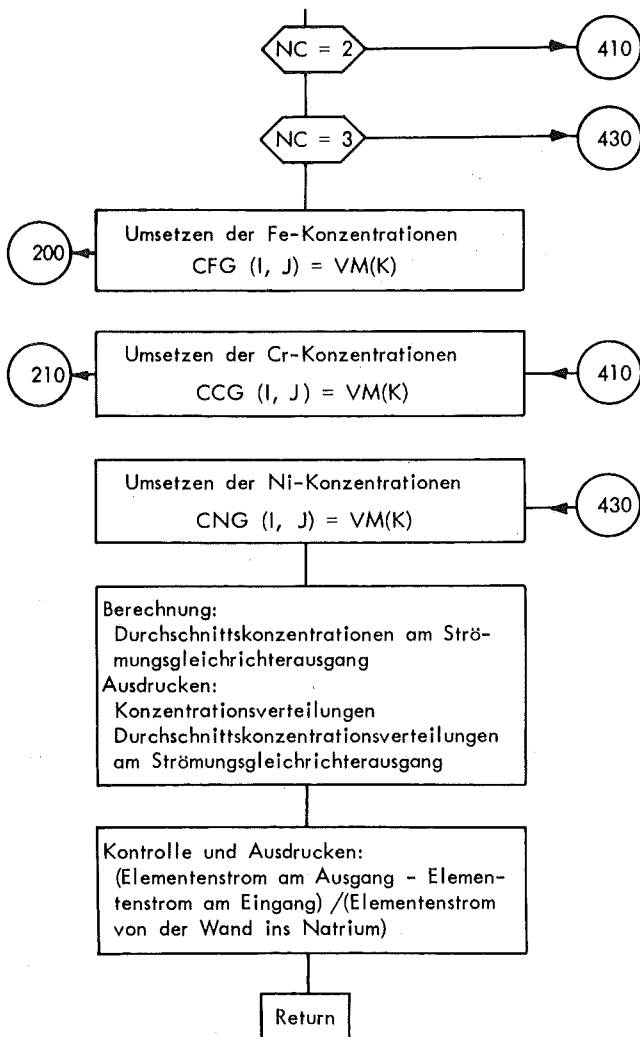 NC = 2
410
NC = 3
430
200
Umsetzen der Fe-Konzentrationen
CFG (I, J) = VM(K)
210
Umsetzen der Cr-Konzentrationen
CCG (I, J) = VM(K)
410
Umsetzen der Ni-Konzentrationen
CNG (I, J) = VM(K)
430
Berechnung:
Durchschnittskonzentrationen am Strö-
mungsgleichrichterausgang
Ausdrucken:
Konzentrationsverteilungen
Durchschnittskonzentrationsverteilungen
am Strömungsgleichrichterausgang
Kontrolle und Ausdrucken:
(Elementenstrom am Ausgang - Elemen-
tenstrom am Eingang) /(Elementenstrom
von der Wand ins Natrium)
Return